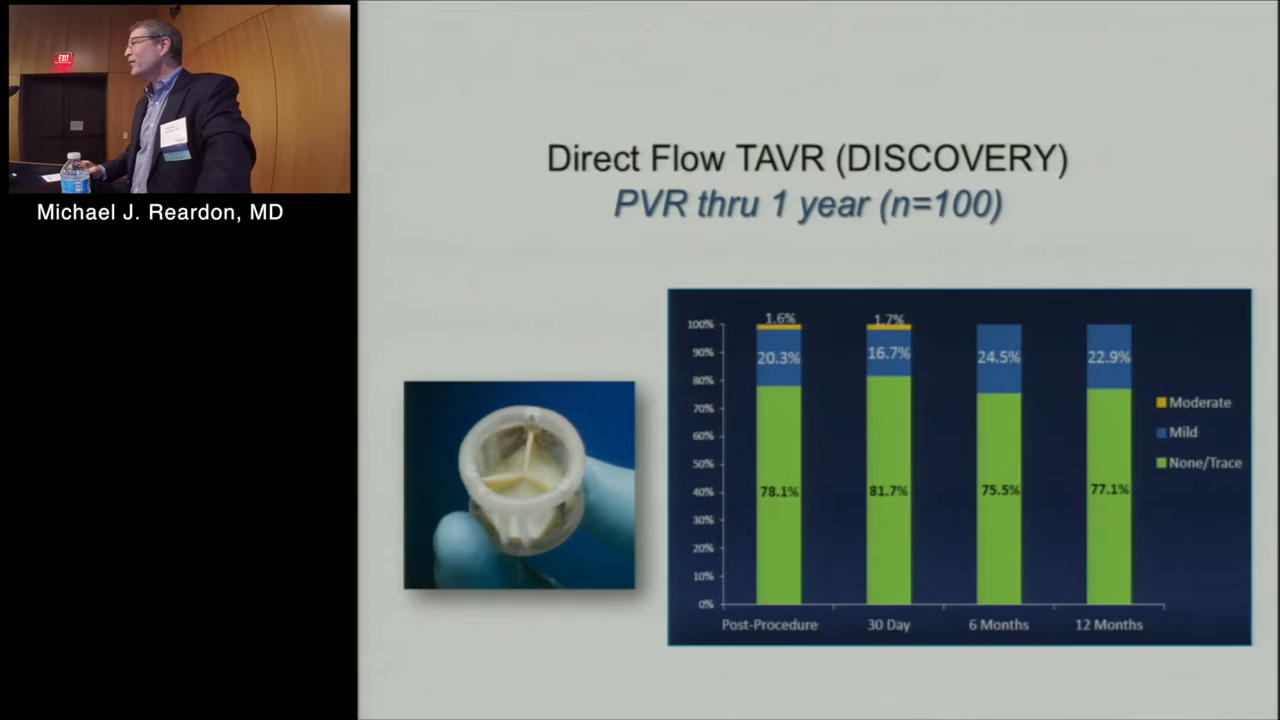 EXIT
Michael J. Reardon, MD
Direct Flow TAVR (DISCOVERY)
PVR thru 1 year (n=100)
100%
90%
80%
70%
60%
50%
40%
30%
20%
10%
0%
1.6%
20.3%
78.1%
1.7%
16.7%
81.7%
24.5%
75.5%
22.9%
77.1%
Post-Procedure
30 Day
6 Months
12 Months
Moderate
Mild
None/Trace